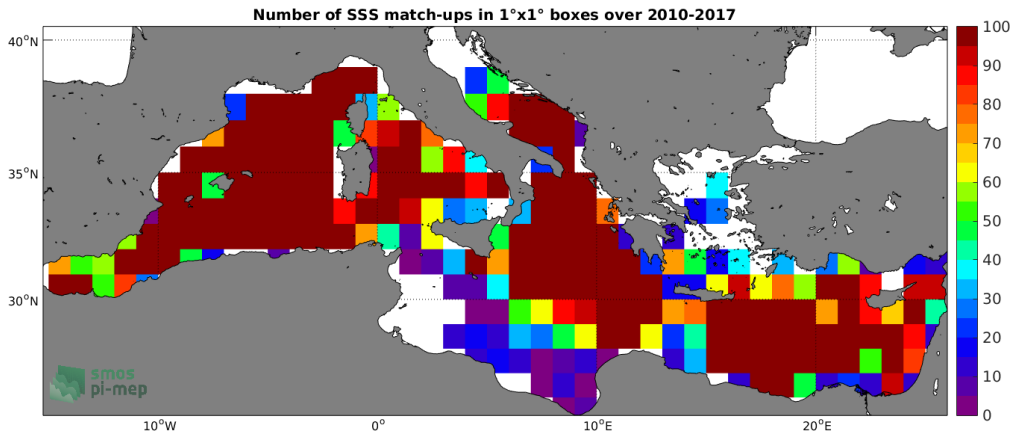 Number of SSS match-ups in 1°x1° boxes over 2010-2017
40°N
35°N
30°N
10°W
0°
10°E
20°E
100
90
80
70
60
50
40
30
20
10
0
smos
pi-mep